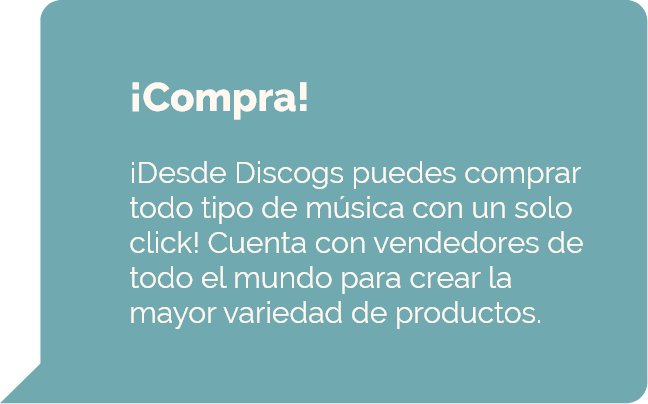 ¡Compra!
¡Desde Discogs puedes comprar
todo tipo de música con un solo
click! Cuenta con vendedores de
todo el mundo para crear la
mayor variedad de productos.